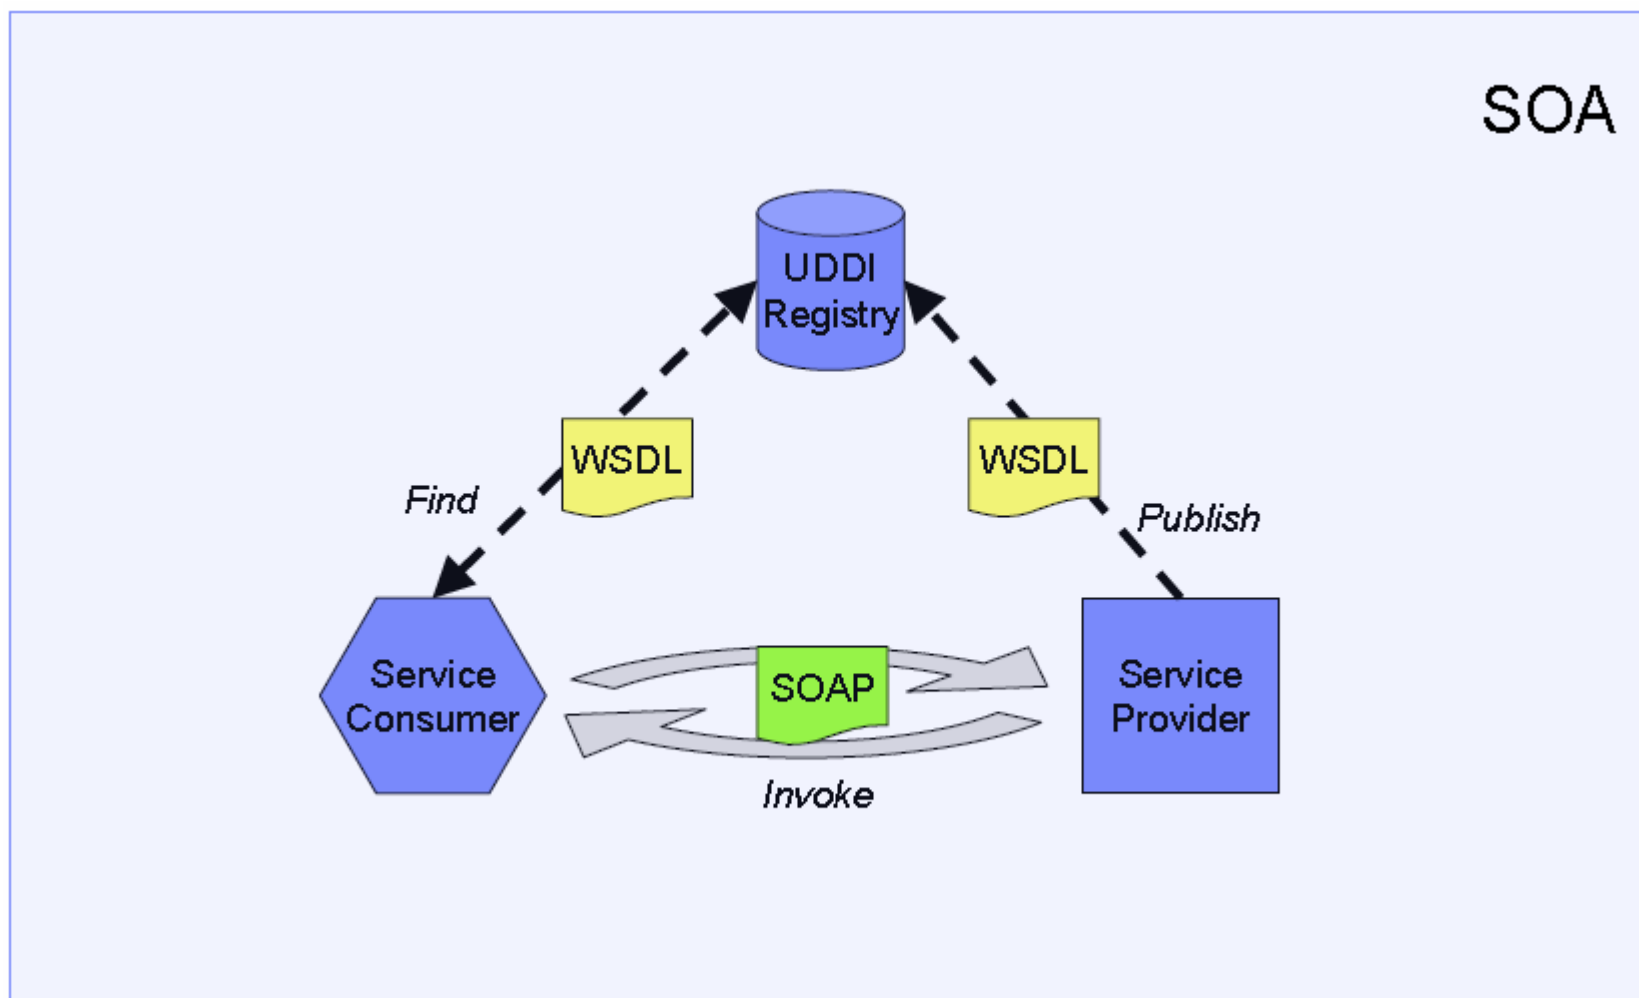 SOA
UDDI
Registry
WSDL
WSDL
Find
Publish
Service
Consumer
SOAP
Service
Provider
Invoke